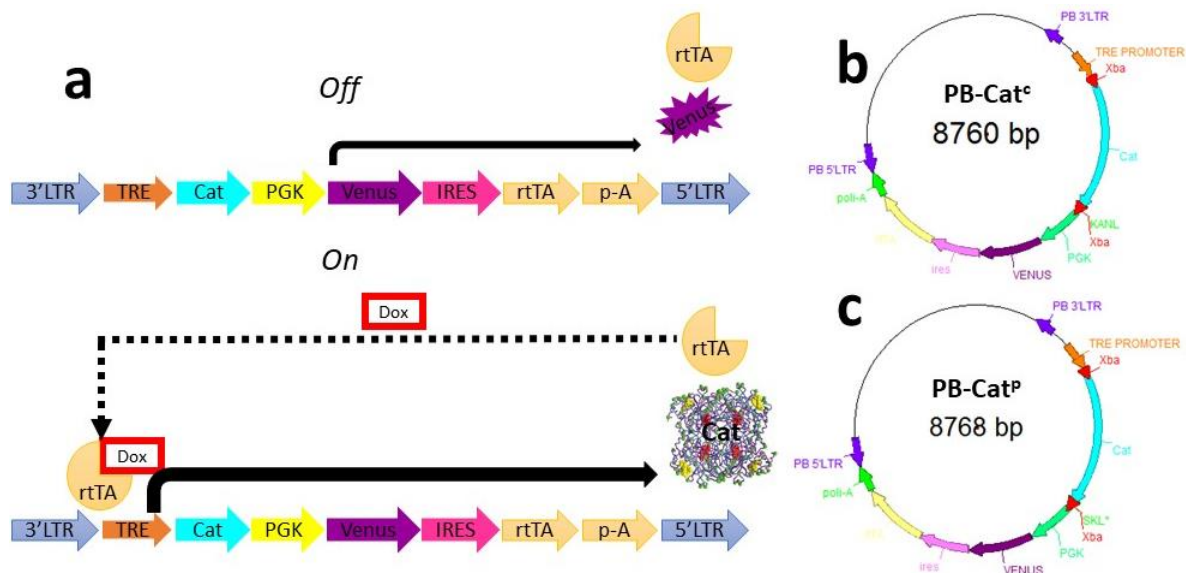 a
Off
rtTA
Venus
3'LTR TRE Cat PGK Venus IRES rtTA p-A 5'LTR
On
Dox
rtTA
Cat
Dox
rtTA
3'LTR TRE Cat PGK Venus IRES rtTA p-A 5'LTR
b
PB 3'LTR
TRE PROMOTER
Xba
PB-Catᶜ
8760 bp
Cat
PB 5'LTR
poli-A
KANL
Xba
PGK
ires
VENUS
c
PB 3'LTR
TRE PROMOTER
Xba
PB-Catᵖ
8768 bp
Cat
PB 5'LTR
poli-A
SKL*
Xba
PGK
ires
VENUS